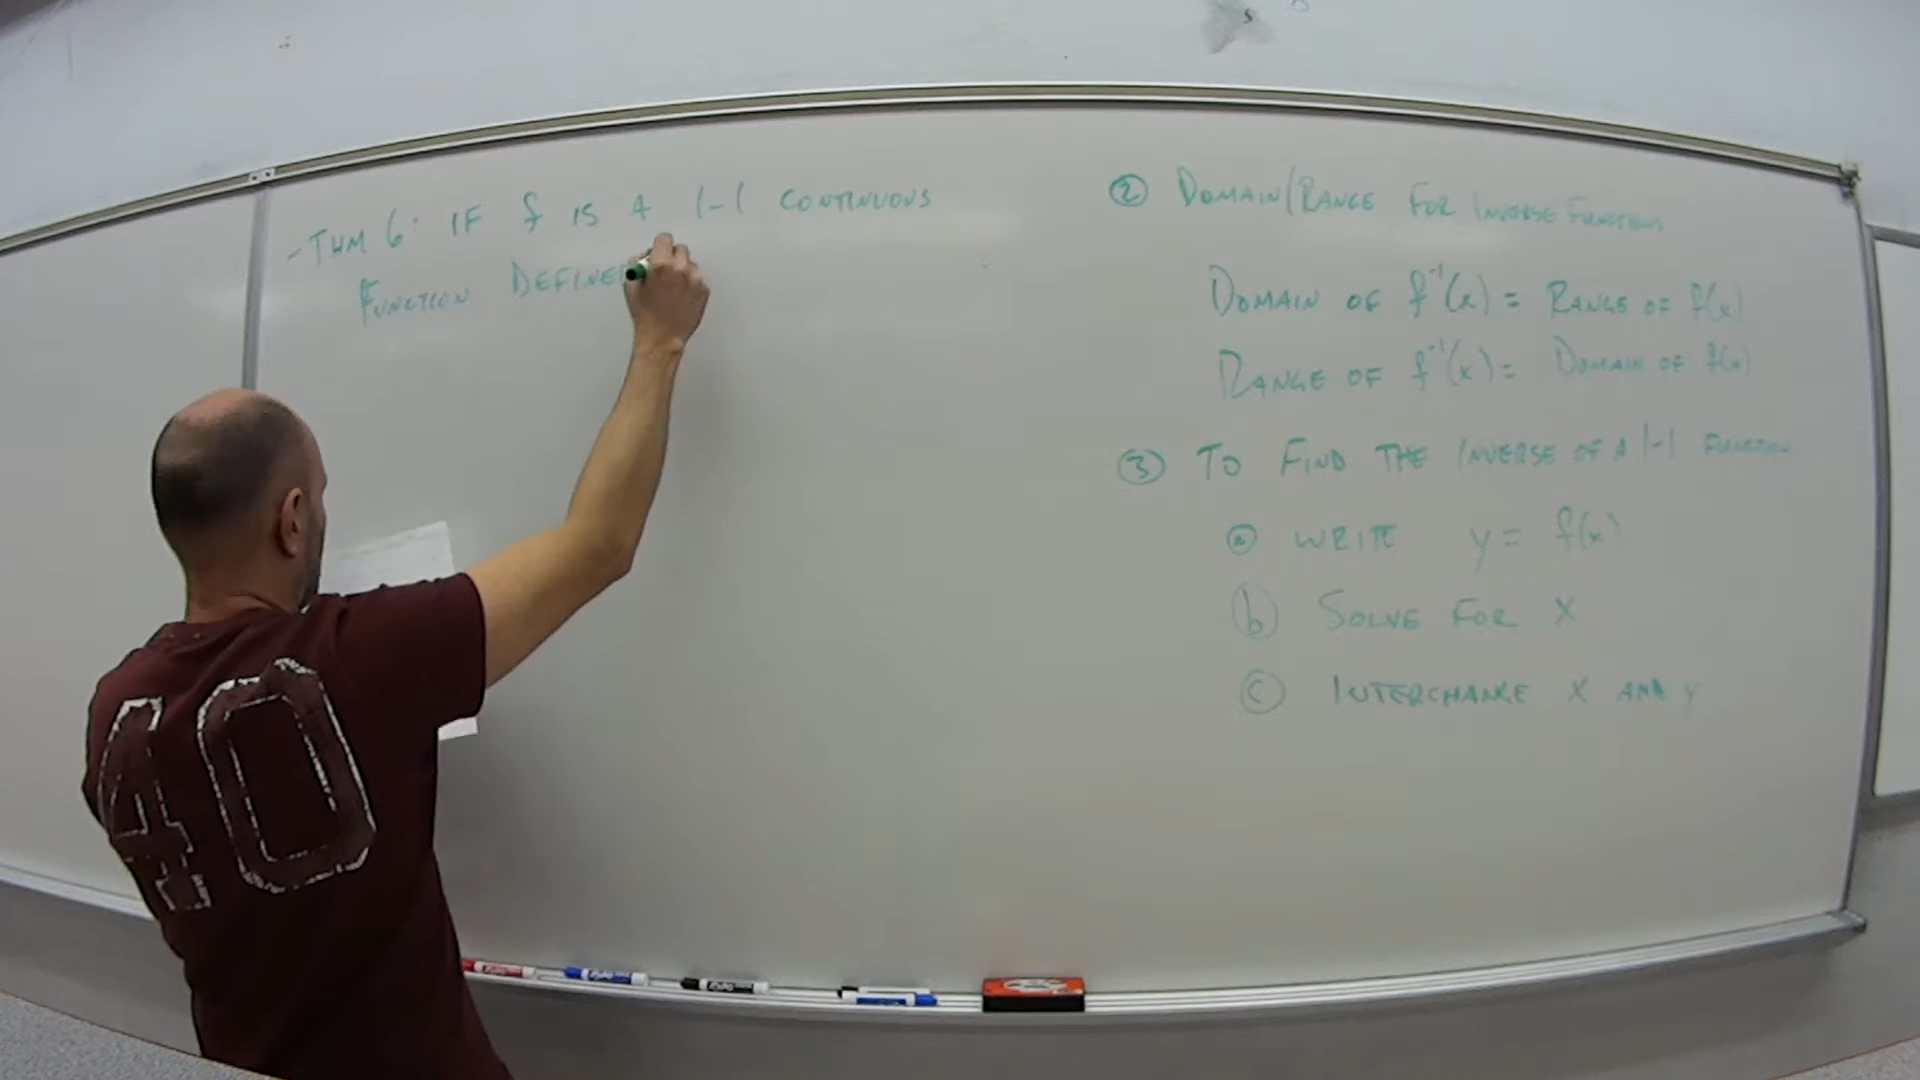 - THM 6: IF f IS A 1-1 CONTINUOUS
FUNCTION DEFINED
② DOMAIN/RANGE FOR INVERSE FUNCTIONS
DOMAIN OF f⁻¹(x) = RANGE OF f(x)
RANGE OF f⁻¹(x) = DOMAIN OF f(x)
③ TO FIND THE INVERSE OF A 1-1 FUNCTION
ⓐ WRITE y = f(x)
ⓑ SOLVE FOR X
ⓒ INTERCHANGE X AND Y
40